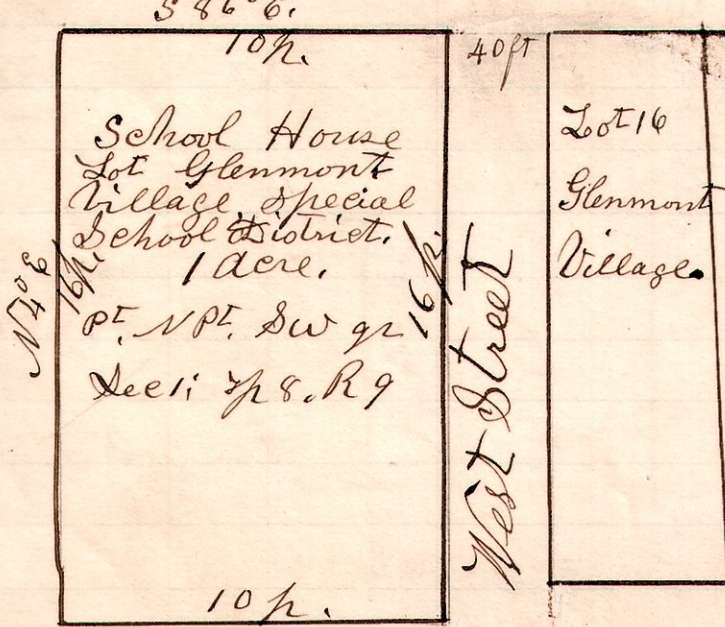 S 86° E.
10 p.
40 ft
School House
Lot Glenmont
Village Special
School District.
1 acre.
Pt. N Pt. SW qr
Sec 1; Tp 8. R 9
N 4° E
16 p.
16 p.
10 p.
West Street
Lot 16
Glenmont
Village.